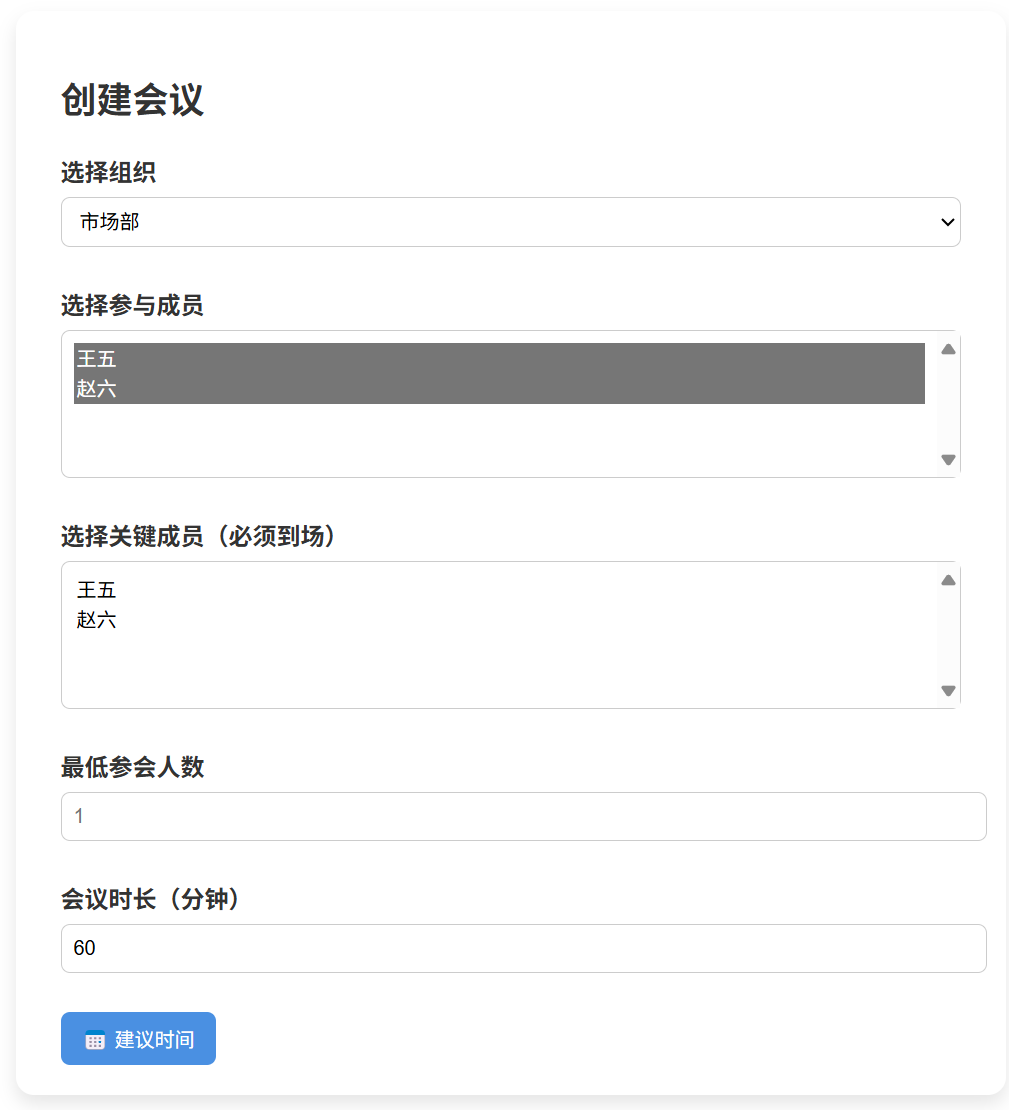 创建会议
选择组织
市场部
选择参与成员
王五
赵六
选择关键成员（必须到场）
王五
赵六
最低参会人数
1
会议时长（分钟）
60
建议时间